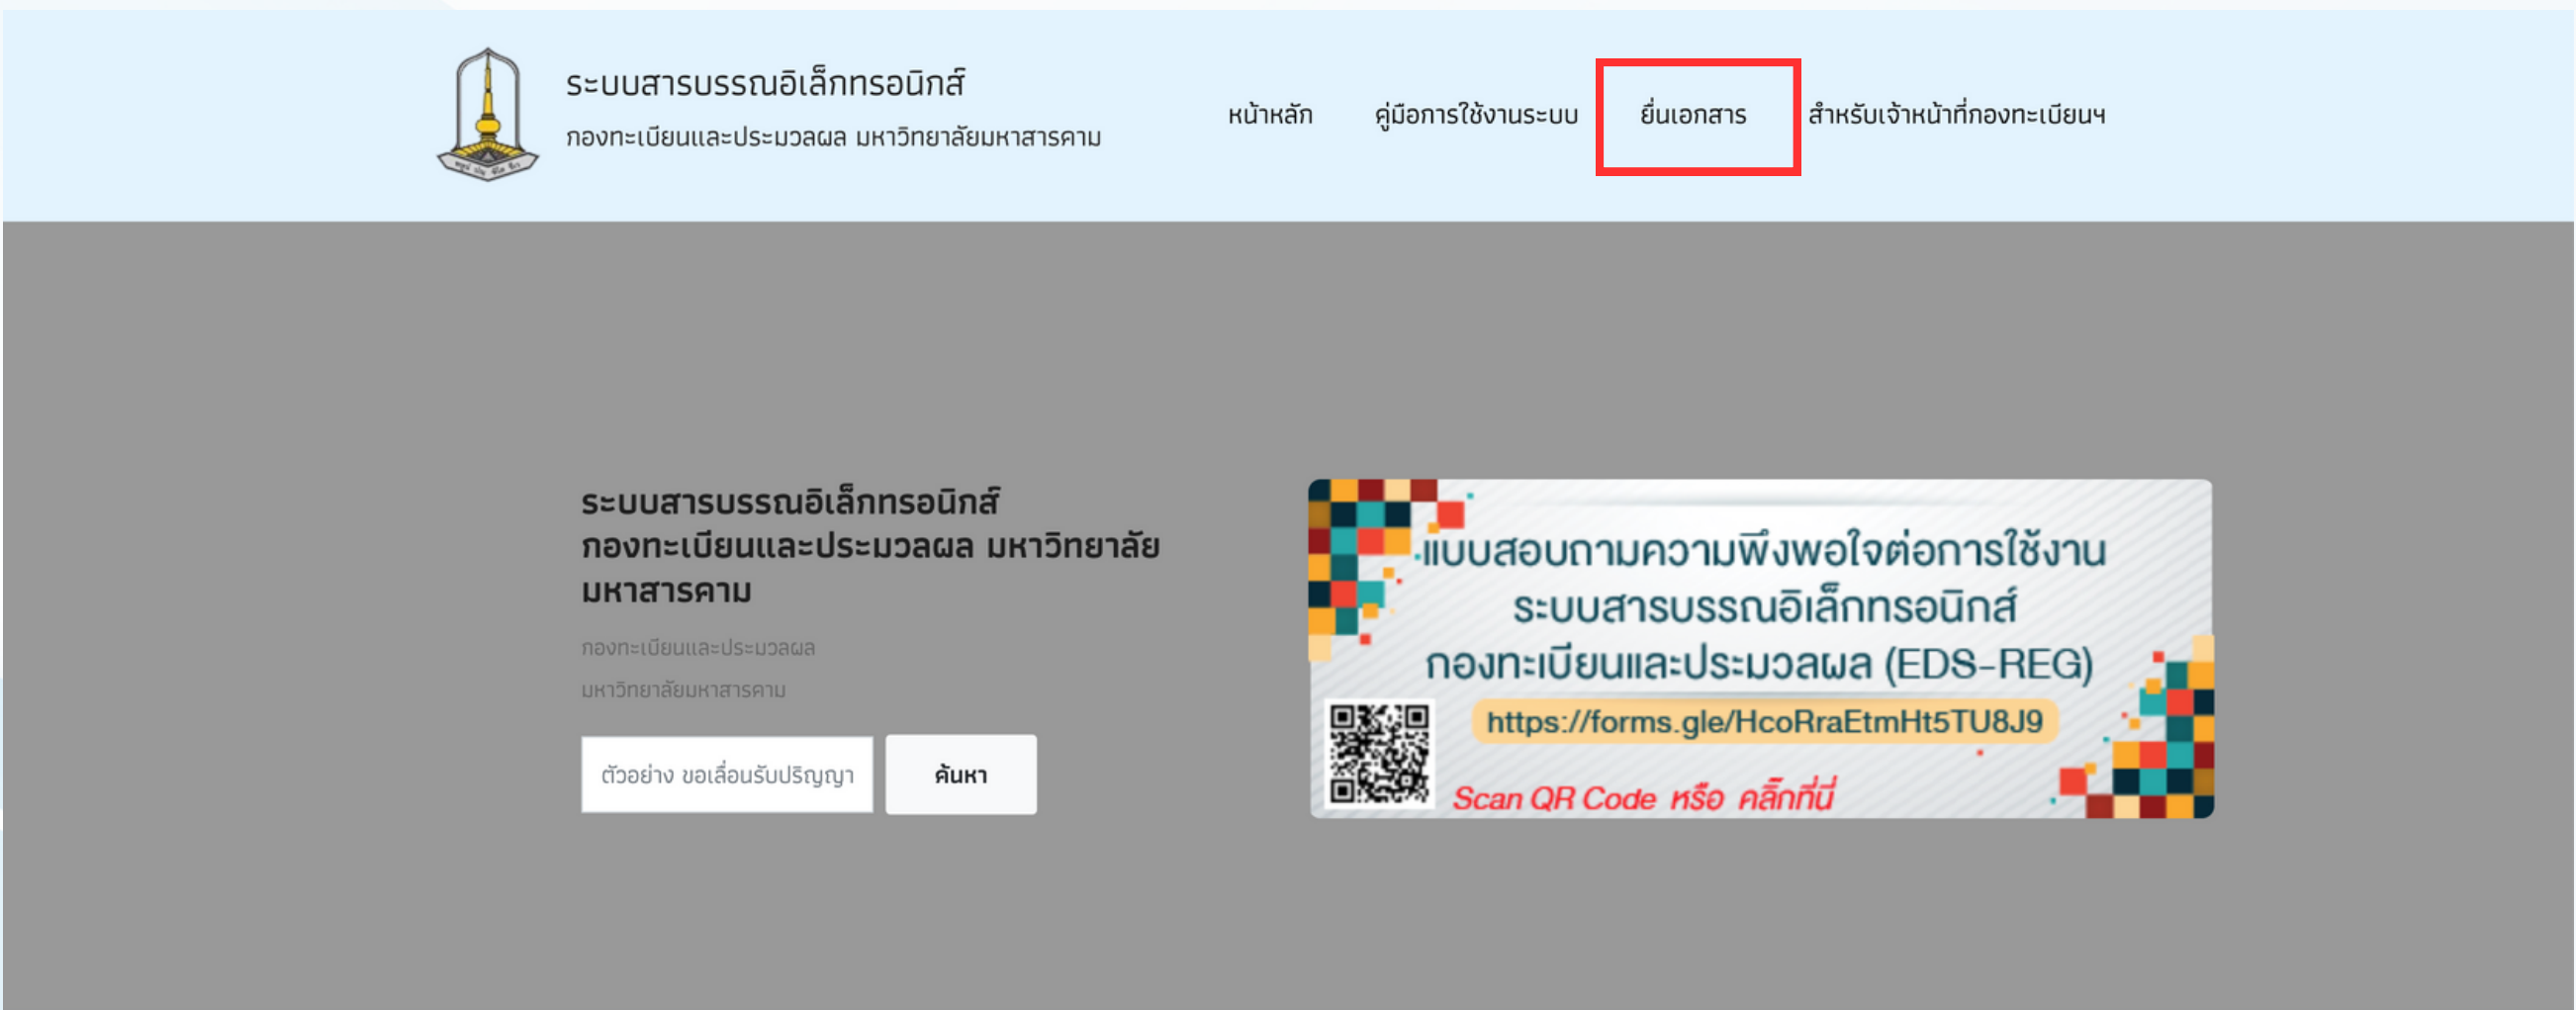 ระบบสารบรรณอิเล็กทรอนิกส์
กองทะเบียนและประมวลผล มหาวิทยาลัยมหาสารคาม
หน้าหลัก คู่มือการใช้งานระบบ ยื่นเอกสาร สำหรับเจ้าหน้าที่กองทะเบียนฯ
ระบบสารบรรณอิเล็กทรอนิกส์
กองทะเบียนและประมวลผล มหาวิทยาลัย
มหาสารคาม
กองทะเบียนและประมวลผล
มหาวิทยาลัยมหาสารคาม
ตัวอย่าง ขอเลื่อนรับปริญญา ค้นหา
แบบสอบถามความพึงพอใจต่อการใช้งาน
ระบบสารบรรณอิเล็กทรอนิกส์
กองทะเบียนและประมวลผล (EDS-REG)
https://forms.gle/HcoRraEtmHt5TU8J9
Scan QR Code หรือ คลิ๊กที่นี่